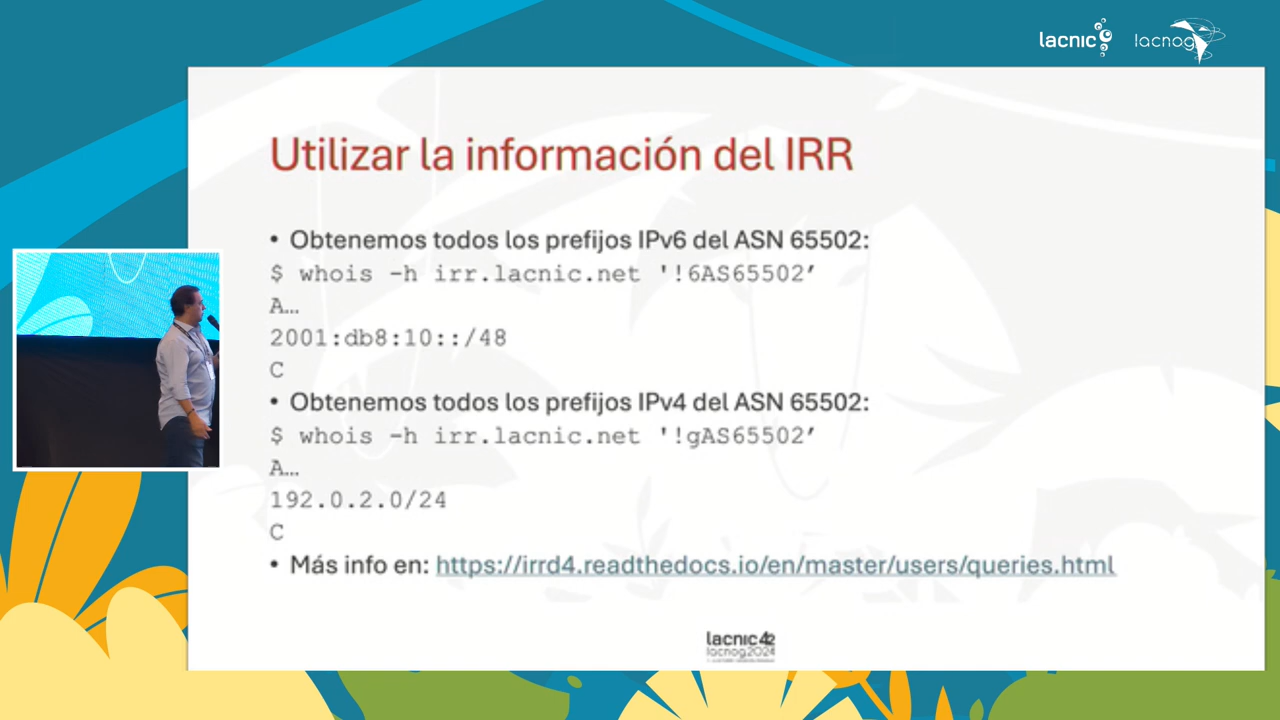 lacnic
lacnog
Utilizar la información del IRR
• Obtenemos todos los prefijos IPv6 del ASN 65502:
$ whois -h irr.lacnic.net '!6AS65502’
A…
2001:db8:10::/48
C
• Obtenemos todos los prefijos IPv4 del ASN 65502:
$ whois -h irr.lacnic.net '!gAS65502’
A…
192.0.2.0/24
C
• Más info en: https://irrd4.readthedocs.io/en/master/users/queries.html
lacnic42
lacnog2024